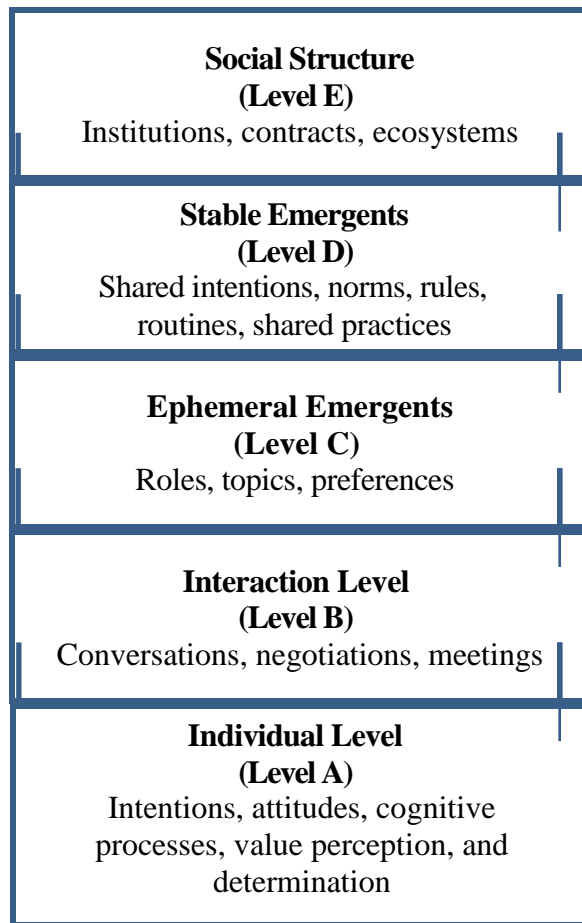 Social Structure
(Level E)
Institutions, contracts, ecosystems
Stable Emergents
(Level D)
Shared intentions, norms, rules,
routines, shared practices
Ephemeral Emergents
(Level C)
Roles, topics, preferences
Interaction Level
(Level B)
Conversations, negotiations, meetings
Individual Level
(Level A)
Intentions, attitudes, cognitive
processes, value perception, and
determination